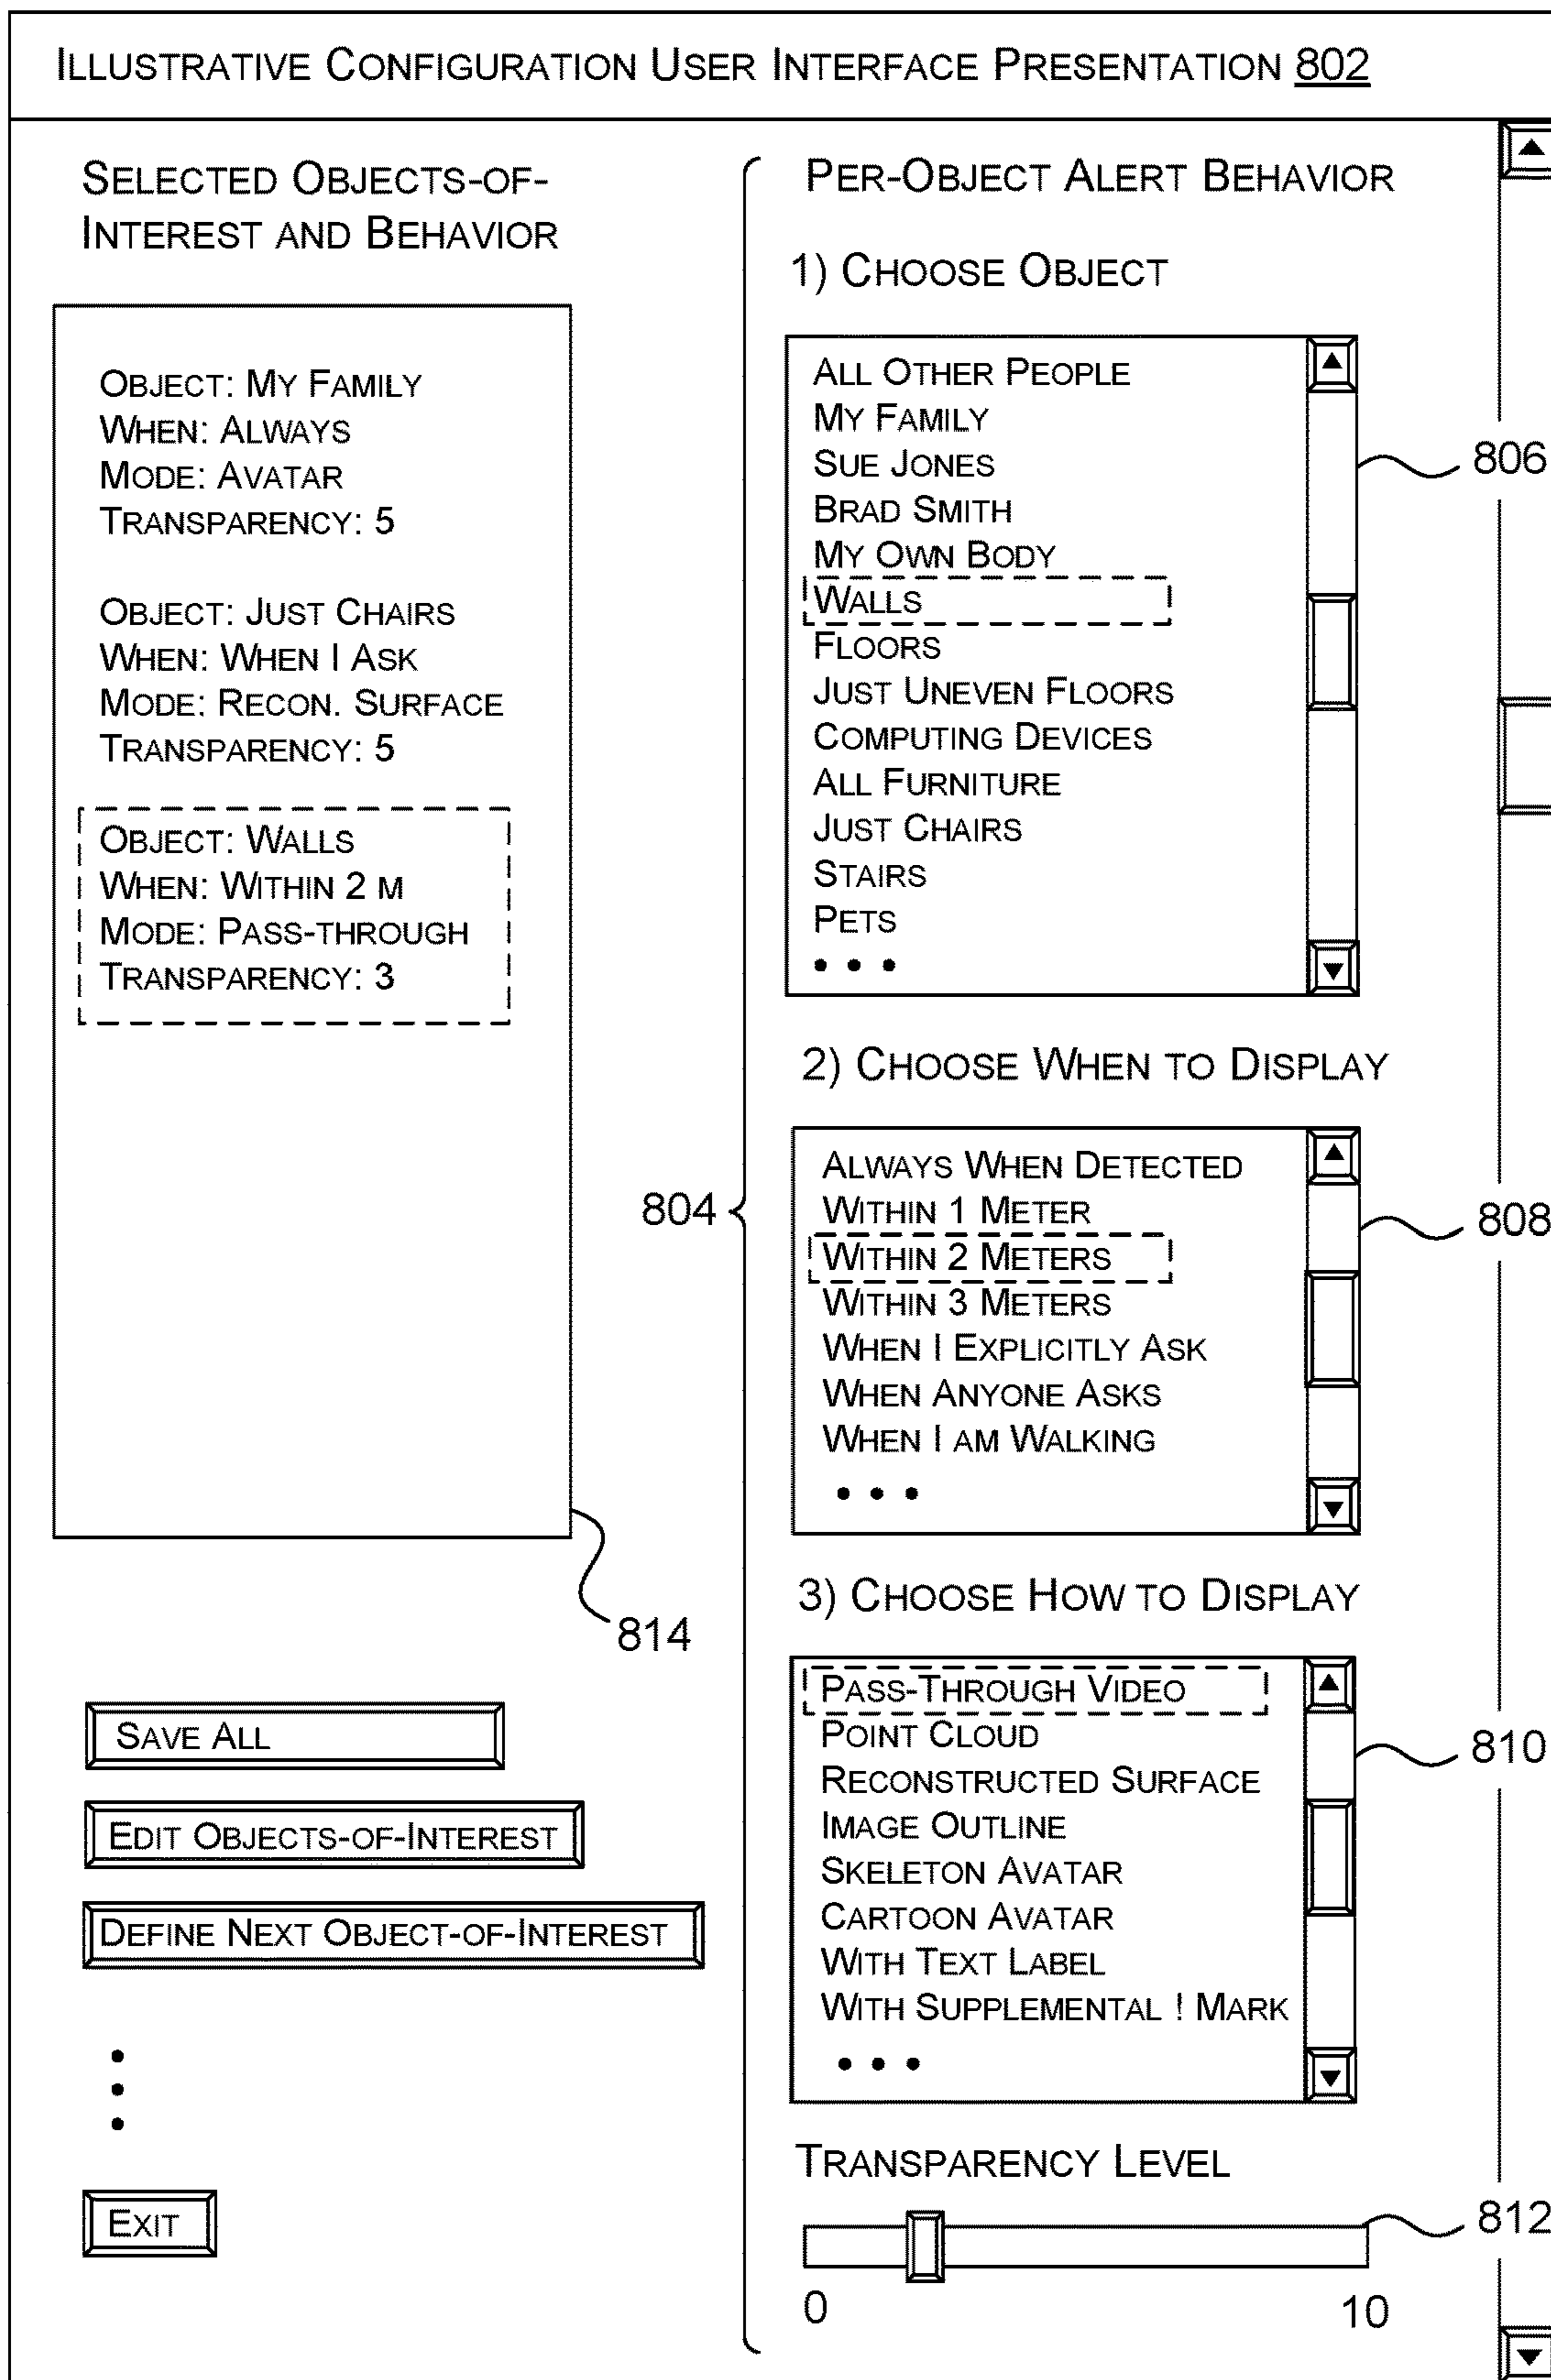 ILLUSTRATIVE CONFIGURATION USER INTERFACE PRESENTATION 802
SELECTED OBJECTS-OF-
INTEREST AND BEHAVIOR
OBJECT: MY FAMILY
WHEN: ALWAYS
MODE: AVATAR
TRANSPARENCY: 5
OBJECT: JUST CHAIRS
WHEN: WHEN I ASK
MODE: RECON. SURFACE
TRANSPARENCY: 5
OBJECT: WALLS
WHEN: WITHIN 2 M
MODE: PASS-THROUGH
TRANSPARENCY: 3
814
SAVE ALL
EDIT OBJECTS-OF-INTEREST
DEFINE NEXT OBJECT-OF-INTEREST
EXIT
804
PER-OBJECT ALERT BEHAVIOR
1) CHOOSE OBJECT
ALL OTHER PEOPLE
MY FAMILY
SUE JONES
BRAD SMITH
MY OWN BODY
WALLS
FLOORS
JUST UNEVEN FLOORS
COMPUTING DEVICES
ALL FURNITURE
JUST CHAIRS
STAIRS
PETS
• • •
806
2) CHOOSE WHEN TO DISPLAY
ALWAYS WHEN DETECTED
WITHIN 1 METER
WITHIN 2 METERS
WITHIN 3 METERS
WHEN I EXPLICITLY ASK
WHEN ANYONE ASKS
WHEN I AM WALKING
• • •
808
3) CHOOSE HOW TO DISPLAY
PASS-THROUGH VIDEO
POINT CLOUD
RECONSTRUCTED SURFACE
IMAGE OUTLINE
SKELETON AVATAR
CARTOON AVATAR
WITH TEXT LABEL
WITH SUPPLEMENTAL ! MARK
• • •
810
TRANSPARENCY LEVEL
812
0 10